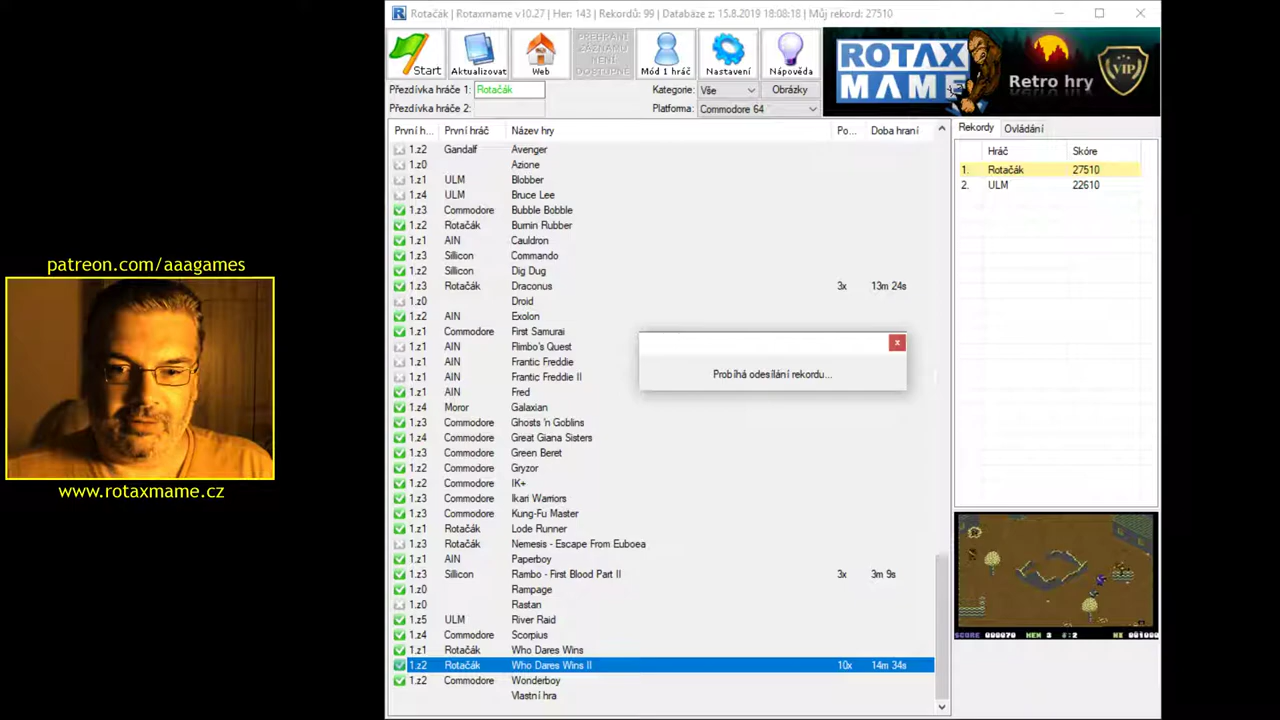 Rotačák | Rotaxmame v10.27 | Her: 143 | Rekordů: 99 | Databáze z: 15.8.2019 18:08:18 | Můj rekord: 27510
Start
Aktualizovat
Web
PŘEHRÁNÍ
ZÁZNAMU
NENÍ
DOSTUPNÉ
Mód 1 hráč
Nastavení
Nápověda
ROTAX
MAME
Retro hry
VIP
Přezdívka hráče 1: Rotačák
Kategorie: Vše
Obrázky
Přezdívka hráče 2:
Platforma: Commodore 64
První h... První hráč Název hry Po... Doba hraní
1.z2 Gandalf Avenger
1.z0 Azione
1.z1 ULM Blobber
1.z4 ULM Bruce Lee
1.z3 Commodore Bubble Bobble
1.z2 Rotačák Burnin Rubber
1.z1 AIN Cauldron
1.z3 Sillicon Commando
1.z2 Sillicon Dig Dug
1.z3 Rotačák Draconus 3x 13m 24s
1.z0 Droid
1.z2 AIN Exolon
1.z1 Commodore First Samurai
1.z1 AIN Flimbo's Quest
1.z1 AIN Frantic Freddie
1.z1 AIN Frantic Freddie II
1.z1 AIN Fred
1.z4 Moror Galaxian
1.z3 Commodore Ghosts 'n Goblins
1.z4 Commodore Great Giana Sisters
1.z3 Commodore Green Beret
1.z2 Commodore Gryzor
1.z2 Commodore IK+
1.z3 Commodore Ikari Warriors
1.z3 Commodore Kung-Fu Master
1.z1 Rotačák Lode Runner
1.z3 Rotačák Nemesis - Escape From Euboea
1.z1 AIN Paperboy
1.z3 Sillicon Rambo - First Blood Part II 3x 3m 9s
1.z0 Rampage
1.z0 Rastan
1.z5 ULM River Raid
1.z4 Commodore Scorpius
1.z1 Rotačák Who Dares Wins
1.z2 Rotačák Who Dares Wins II 10x 14m 34s
1.z2 Commodore Wonderboy
Vlastní hra
Probíhá odesílání rekordu...
Rekordy Ovládání
Hráč Skóre
1. Rotačák 27510
2. ULM 22610
SCORE 000070 MEN 3 HI 001000
patreon.com/aaagames
www.rotaxmame.cz